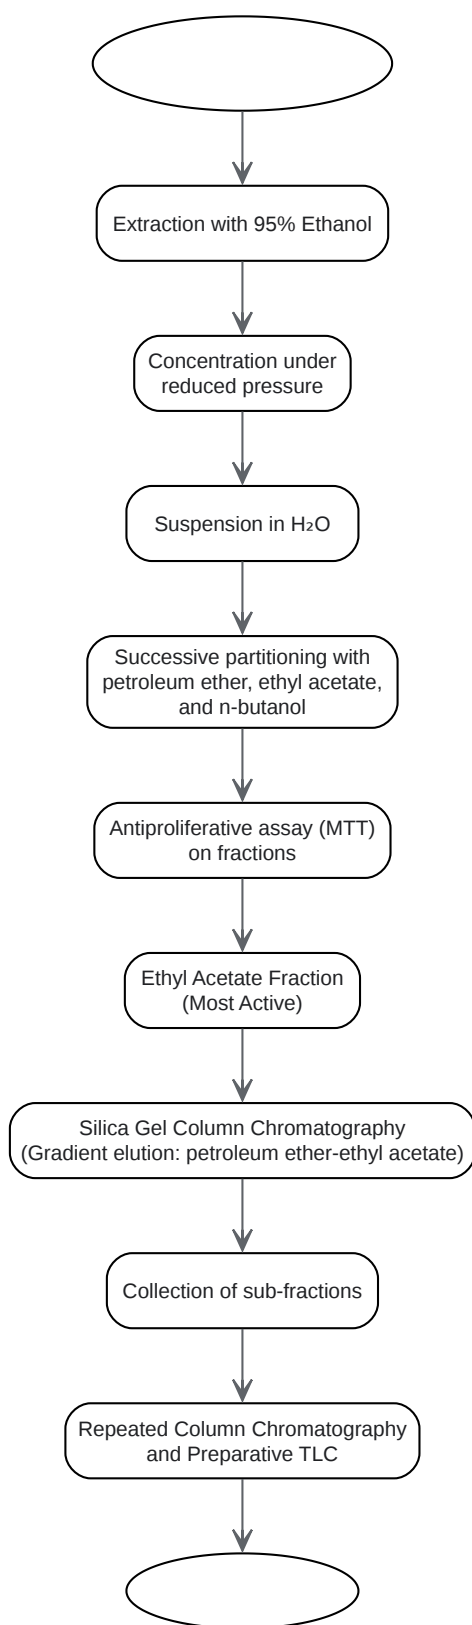 Extraction with 95% Ethanol
Concentration under
reduced pressure
Suspension in H₂O
Successive partitioning with
petroleum ether, ethyl acetate,
and n-butanol
Antiproliferative assay (MTT)
on fractions
Ethyl Acetate Fraction
(Most Active)
Silica Gel Column Chromatography
(Gradient elution: petroleum ether-ethyl acetate)
Collection of sub-fractions
Repeated Column Chromatography
and Preparative TLC